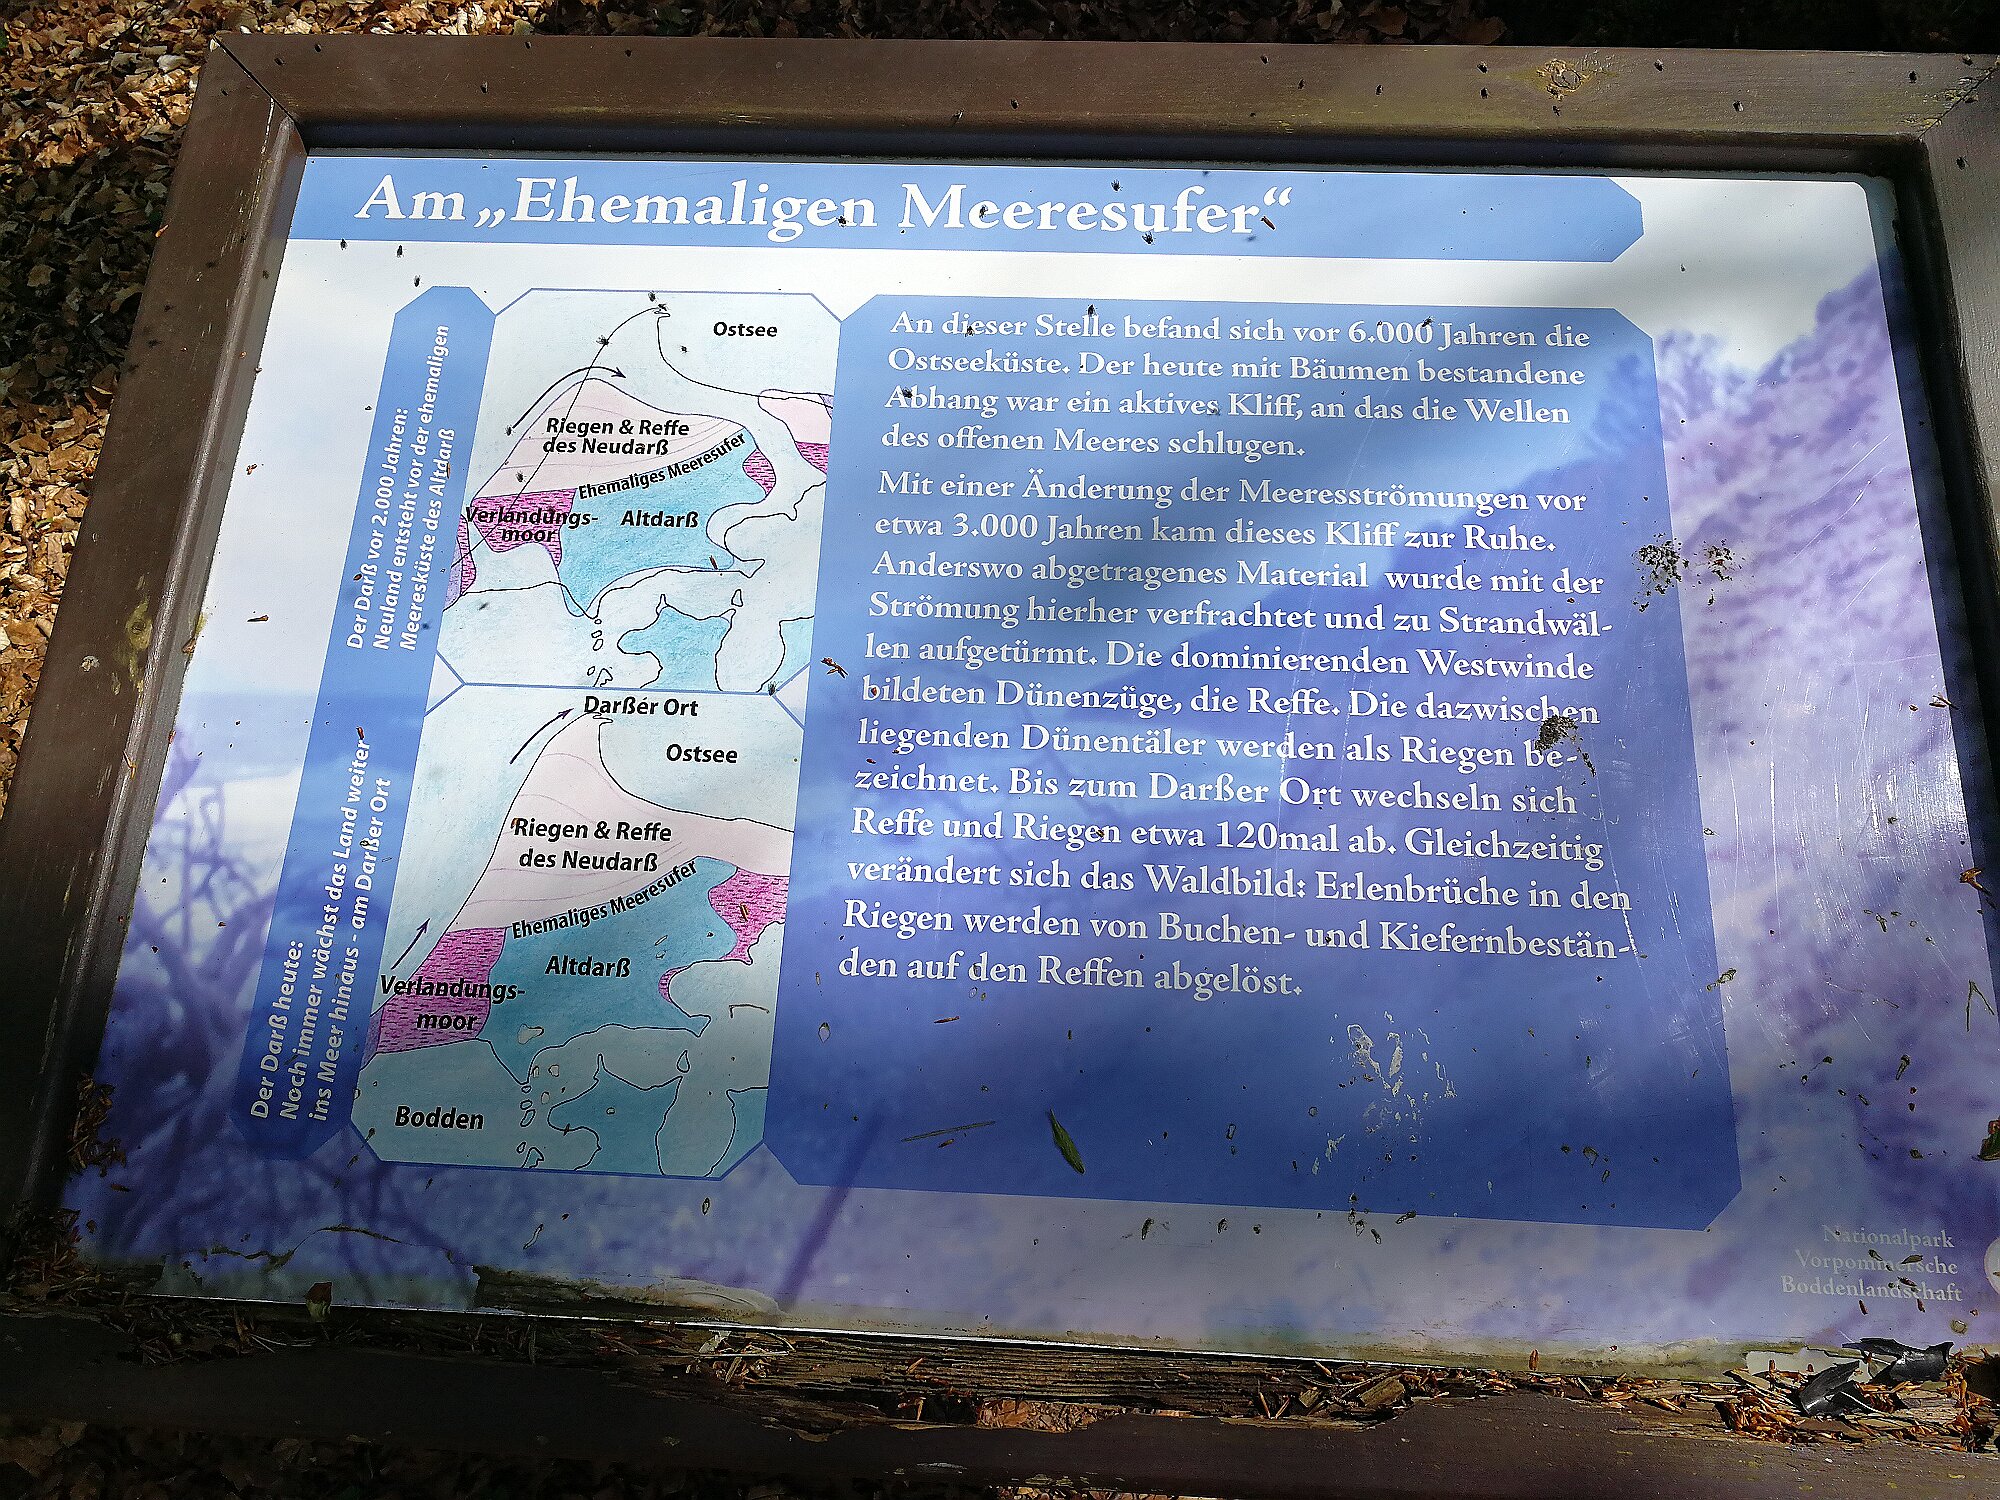 Am „Ehemaligen Meeresufer“
Der Darß vor 2.000 Jahren:
Neuland entsteht vor der ehemaligen
Meeresküste des Altdarß
Ostsee
Riegen & Reffe
des Neudarß
Ehemaliges Meeresufer
Verlandungs-
moor
Altdarß
Der Darß heute:
Noch immer wächst das Land weiter
ins Meer hinaus - am Darßer Ort
Darßer Ort
Ostsee
Riegen & Reffe
des Neudarß
Ehemaliges Meeresufer
Altdarß
Verlandungs-
moor
Bodden
An dieser Stelle befand sich vor 6.000 Jahren die
Ostseeküste. Der heute mit Bäumen bestandene
Abhang war ein aktives Kliff, an das die Wellen
des offenen Meeres schlugen.
Mit einer Änderung der Meeresströmungen vor
etwa 3.000 Jahren kam dieses Kliff zur Ruhe.
Anderswo abgetragenes Material wurde mit der
Strömung hierher verfrachtet und zu Strandwäl-
len aufgetürmt. Die dominierenden Westwinde
bildeten Dünenzüge, die Reffe. Die dazwischen
liegenden Dünentäler werden als Riegen be-
zeichnet. Bis zum Darßer Ort wechseln sich
Reffe und Riegen etwa 120mal ab. Gleichzeitig
verändert sich das Waldbild: Erlenbrüche in den
Riegen werden von Buchen- und Kiefernbestän-
den auf den Reffen abgelöst.
Nationalpark
Vorpommersche
Boddenlandschaft